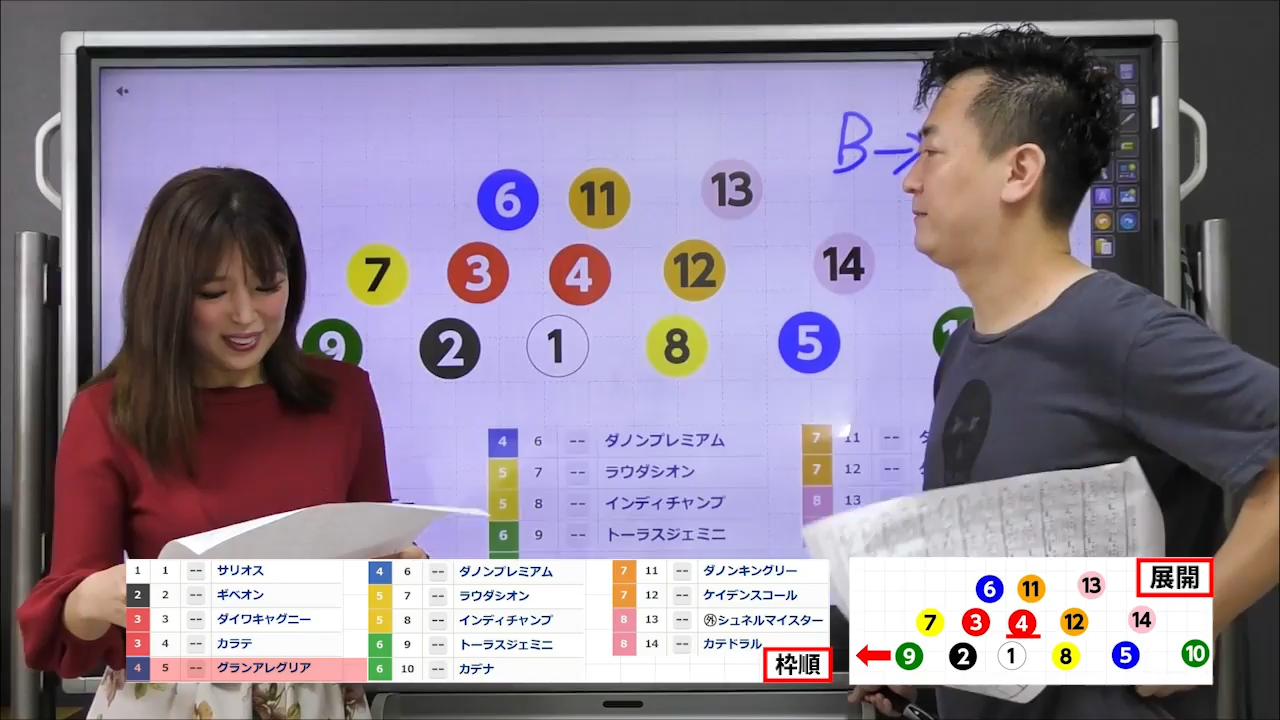 B→
6 11 13
7 3 4 12 14
9 2 1 8 5
4 6 -- ダノンプレミアム
5 7 -- ラウダシオン
5 8 -- インディチャンプ
6 9 -- トーラスジェミニ
7 11 --
7 12 --
8 13
1 1 -- サリオス
2 2 -- ギベオン
3 3 -- ダイワキャグニー
3 4 -- カラテ
4 5 -- グランアレグリア
4 6 -- ダノンプレミアム
5 7 -- ラウダシオン
5 8 -- インディチャンプ
6 9 -- トーラスジェミニ
6 10 -- カデナ
7 11 -- ダノンキングリー
7 12 -- ケイデンスコール
8 13 -- ㊕シュネルマイスター
8 14 -- カテドラル
枠順
展開
6 11 13
7 3 4 12 14
9 2 1 8 5 10